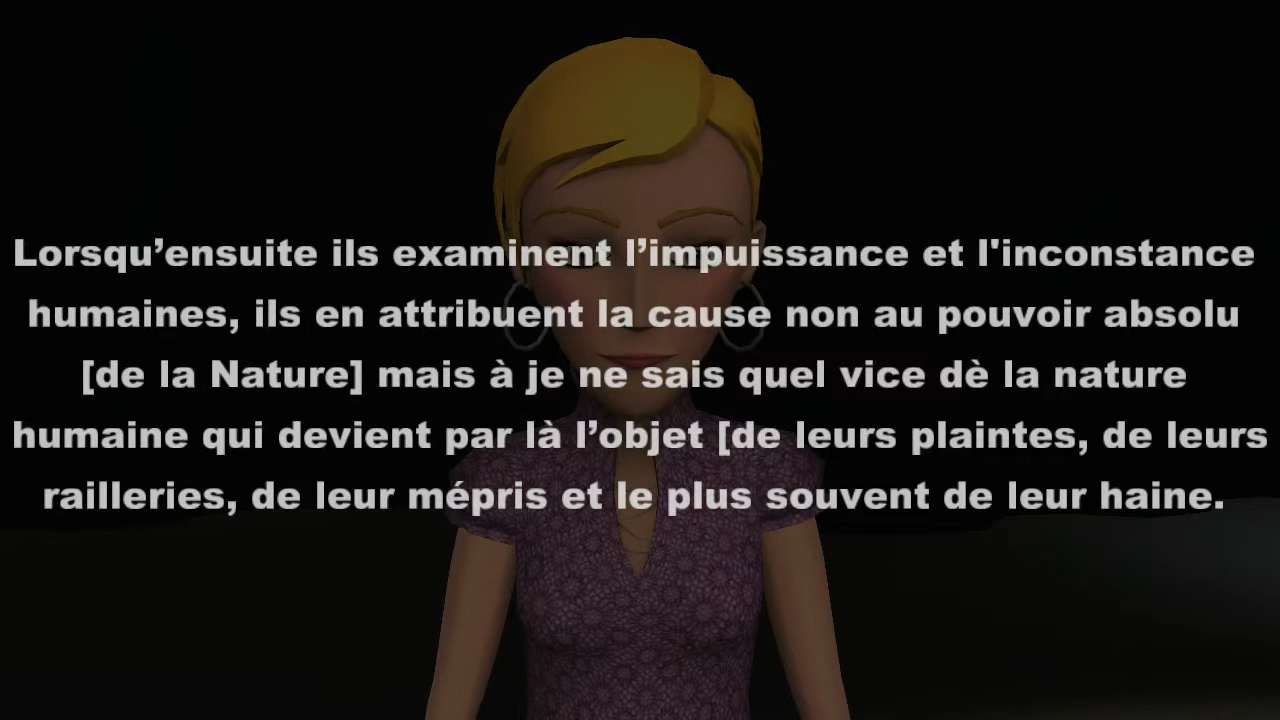 Lorsqu’ensuite ils examinent l’impuissance et l'inconstance
humaines, ils en attribuent la cause non au pouvoir absolu
[de la Nature] mais à je ne sais quel vice dè la nature
humaine qui devient par là l’objet [de leurs plaintes, de leurs
railleries, de leur mépris et le plus souvent de leur haine.